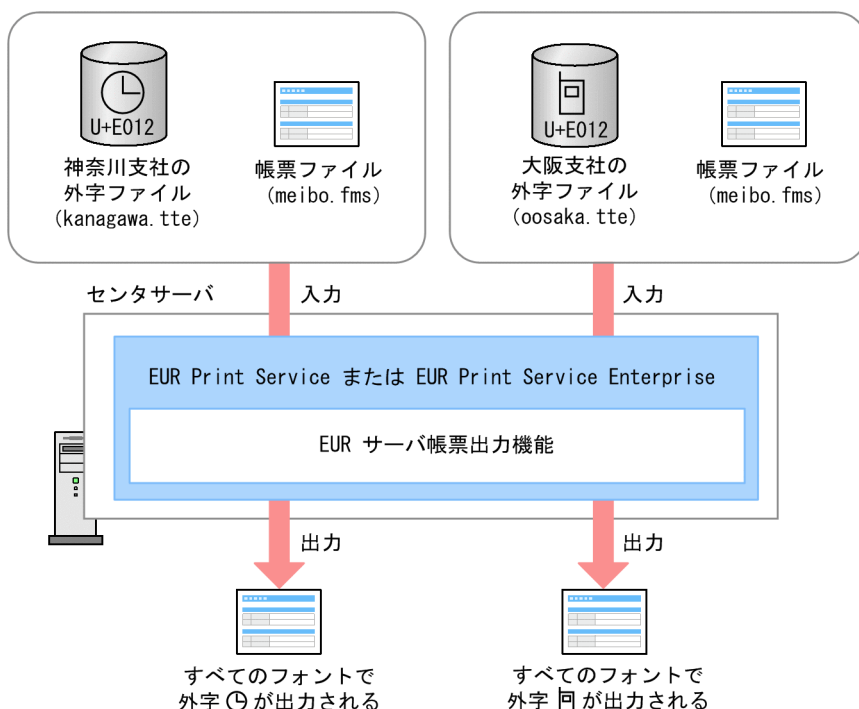 U+E012
神奈川支社の
外字ファイル
(kanagawa.tte)
帳票ファイル
(meibo.fms)
U+E012
大阪支社の
外字ファイル
(oosaka.tte)
帳票ファイル
(meibo.fms)
センタサーバ
入力
入力
EUR Print Service または EUR Print Service Enterprise
EUR サーバ帳票出力機能
出力
出力
すべてのフォントで
外字 が出力される
すべてのフォントで
外字 が出力される